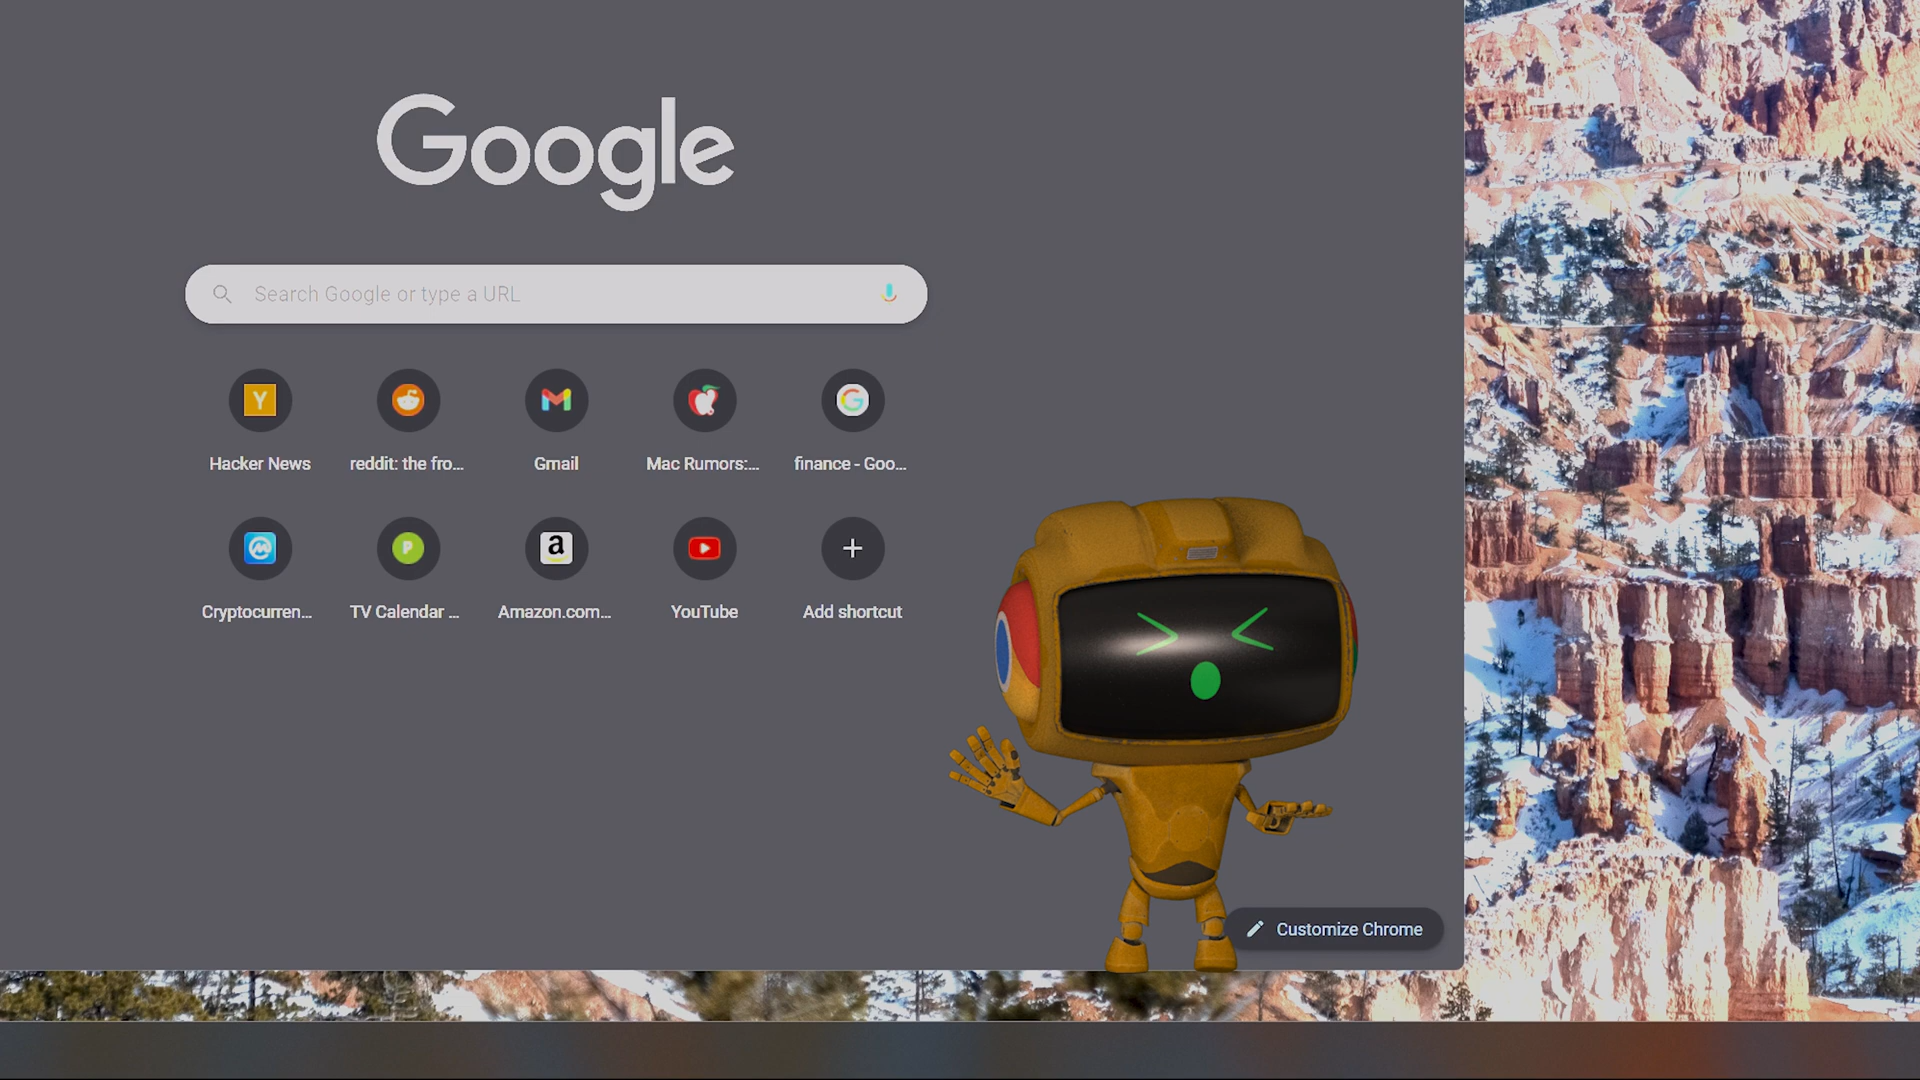 Google
Search Google or type a URL
Y
Hacker News
reddit: the fro...
Gmail
Mac Rumors:...
G
finance - Goo...
Cryptocurren...
P
TV Calendar ...
a
Amazon.com...
YouTube
Add shortcut
Customize Chrome